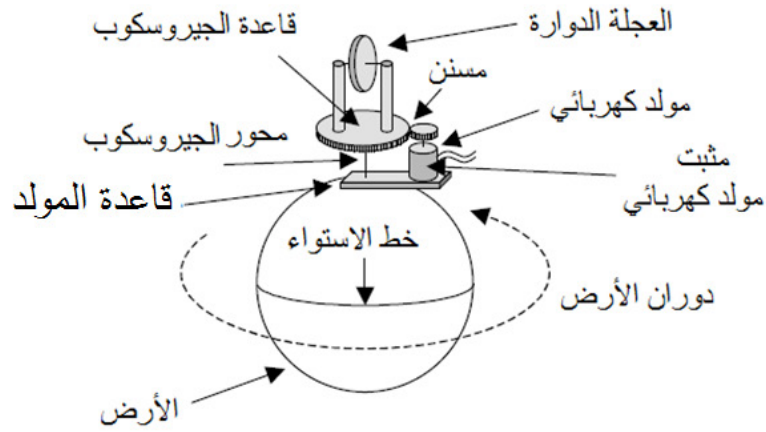 العجلة الدوارة
قاعدة الجيروسكوب
مسنن
مولد كهربائي
محور الجيروسكوب
مثبت
مولد كهربائي
قاعدة المولد
خط الاستواء
دوران الأرض
الأرض